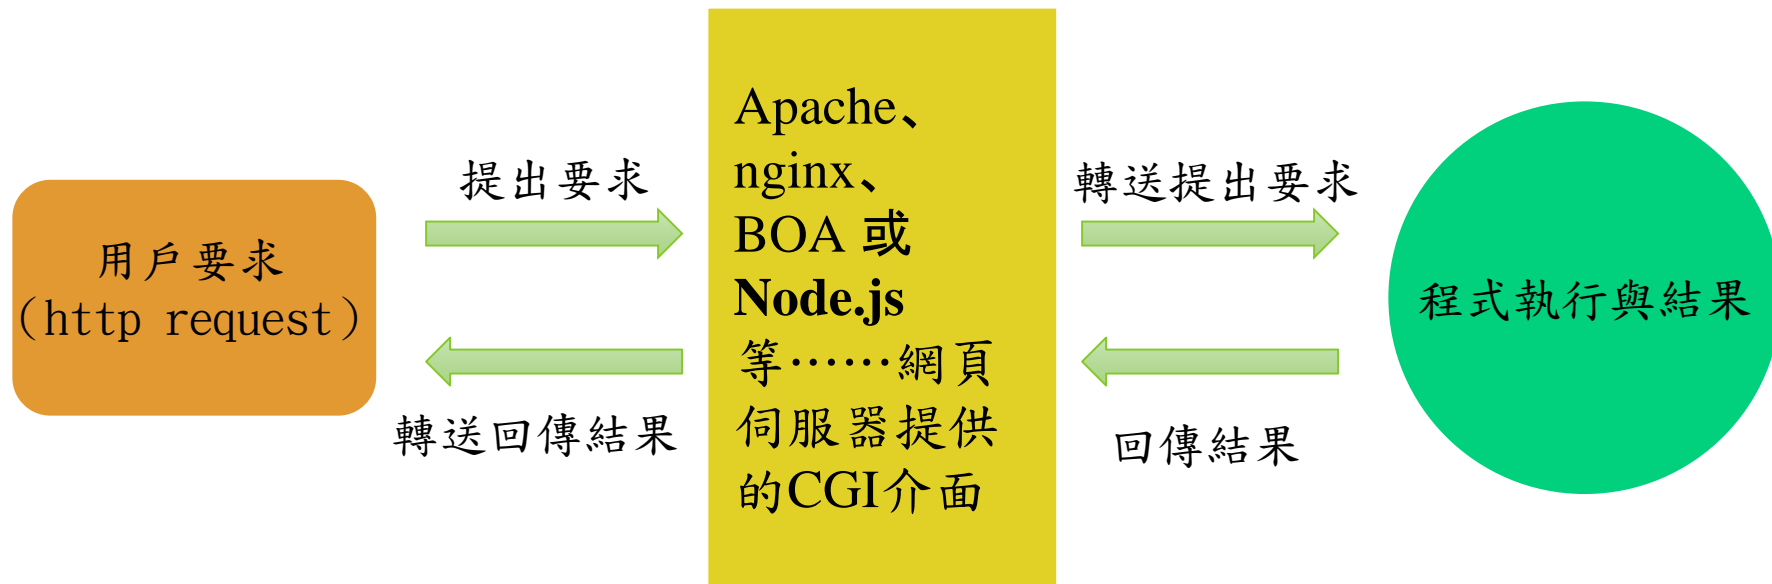 用戶要求
（http request）
提出要求
轉送回傳結果
Apache、
nginx、
BOA 或
Node.js
等⋯⋯網頁
伺服器提供
的CGI介面
轉送提出要求
回傳結果
程式執行與結果